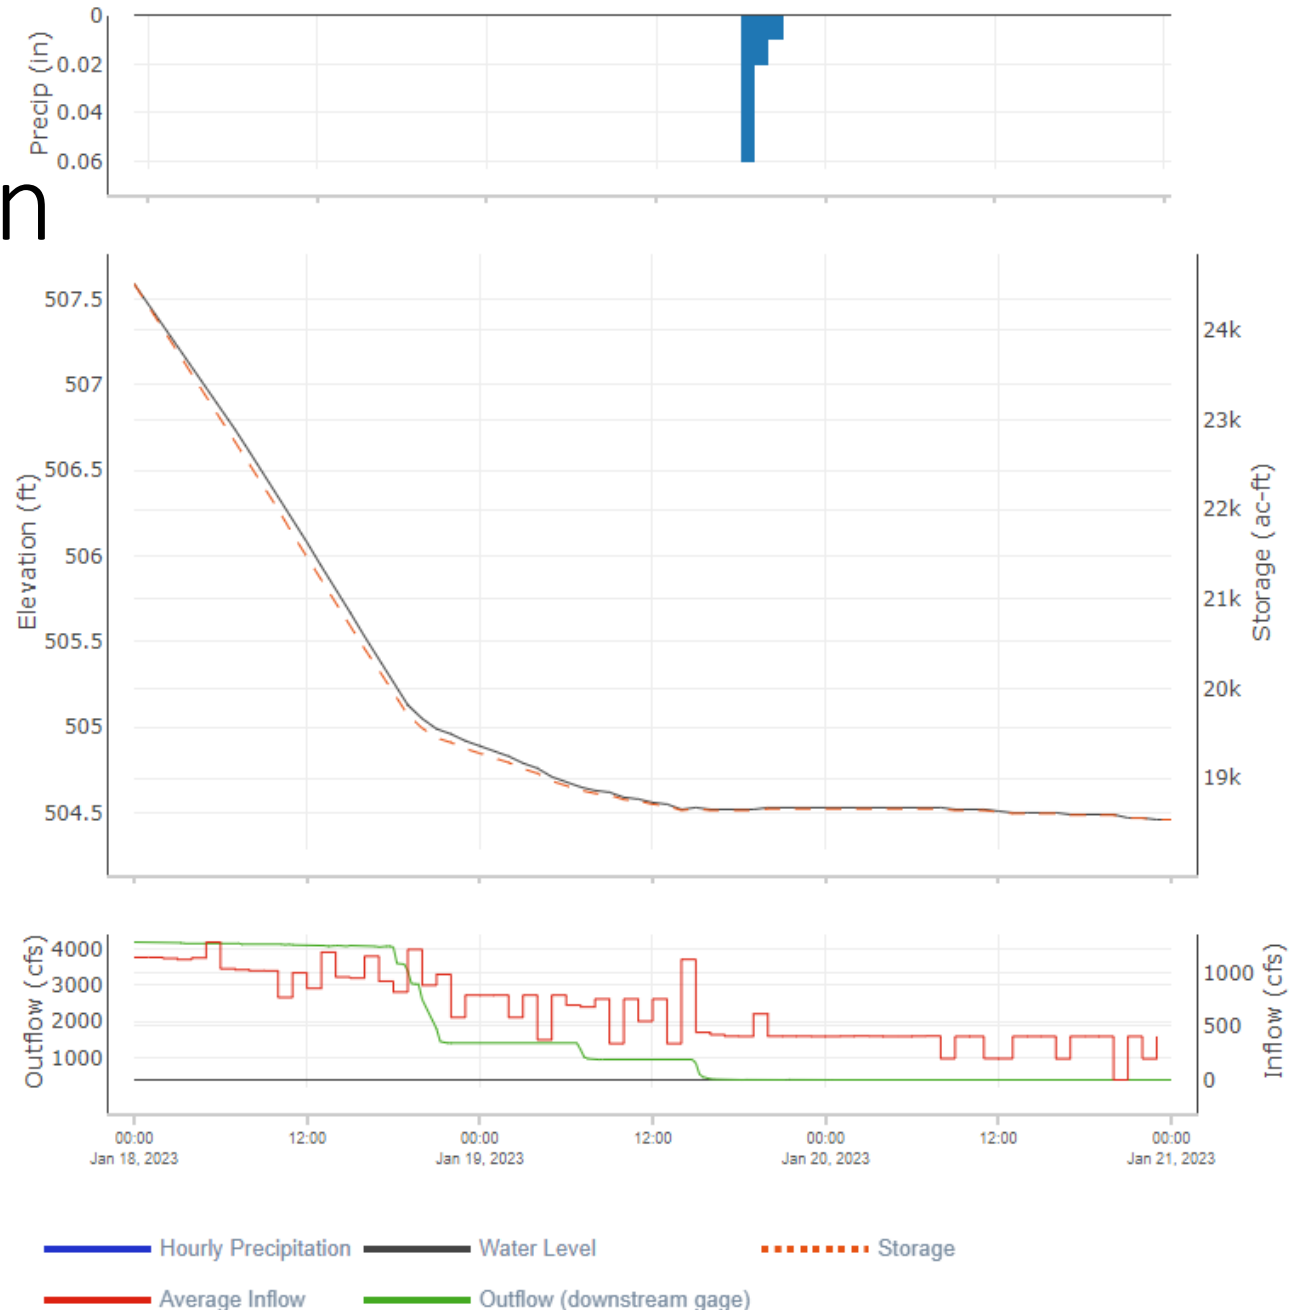 0
0.02
0.04
0.06
Precip (in)
n
507.5
507
506.5
506
505.5
505
504.5
Elevation (ft)
24k
23k
22k
21k
20k
19k
Storage (ac-ft)
4000
3000
2000
1000
Outflow (cfs)
1000
500
0
Inflow (cfs)
00:00 12:00 00:00 12:00 00:00 12:00 00:00
Jan 18, 2023 Jan 19, 2023 Jan 20, 2023 Jan 21, 2023
Hourly Precipitation Water Level Storage
Average Inflow Outflow (downstream gage)